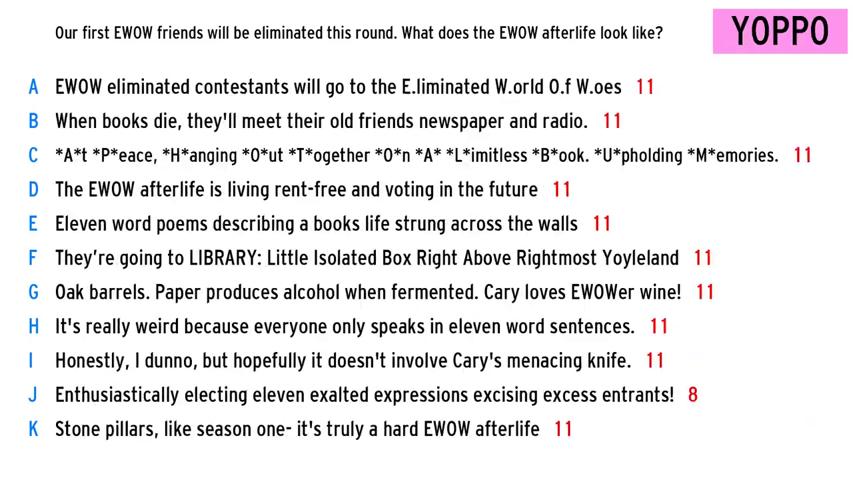 Our first EWOW friends will be eliminated this round. What does the EWOW afterlife look like?
YOPPO
A EWOW eliminated contestants will go to the E.liminated W.orld O.f W.oes 11
B When books die, they'll meet their old friends newspaper and radio. 11
C *A*t *P*eace, *H*anging *O*ut *T*ogether *O*n *A* *L*imitless *B*ook. *U*pholding *M*emories. 11
D The EWOW afterlife is living rent-free and voting in the future 11
E Eleven word poems describing a books life strung across the walls 11
F They’re going to LIBRARY: Little Isolated Box Right Above Rightmost Yoyleland 11
G Oak barrels. Paper produces alcohol when fermented. Cary loves EWOWer wine! 11
H It's really weird because everyone only speaks in eleven word sentences. 11
I Honestly, I dunno, but hopefully it doesn't involve Cary's menacing knife. 11
J Enthusiastically electing eleven exalted expressions excising excess entrants! 8
K Stone pillars, like season one- it's truly a hard EWOW afterlife 11